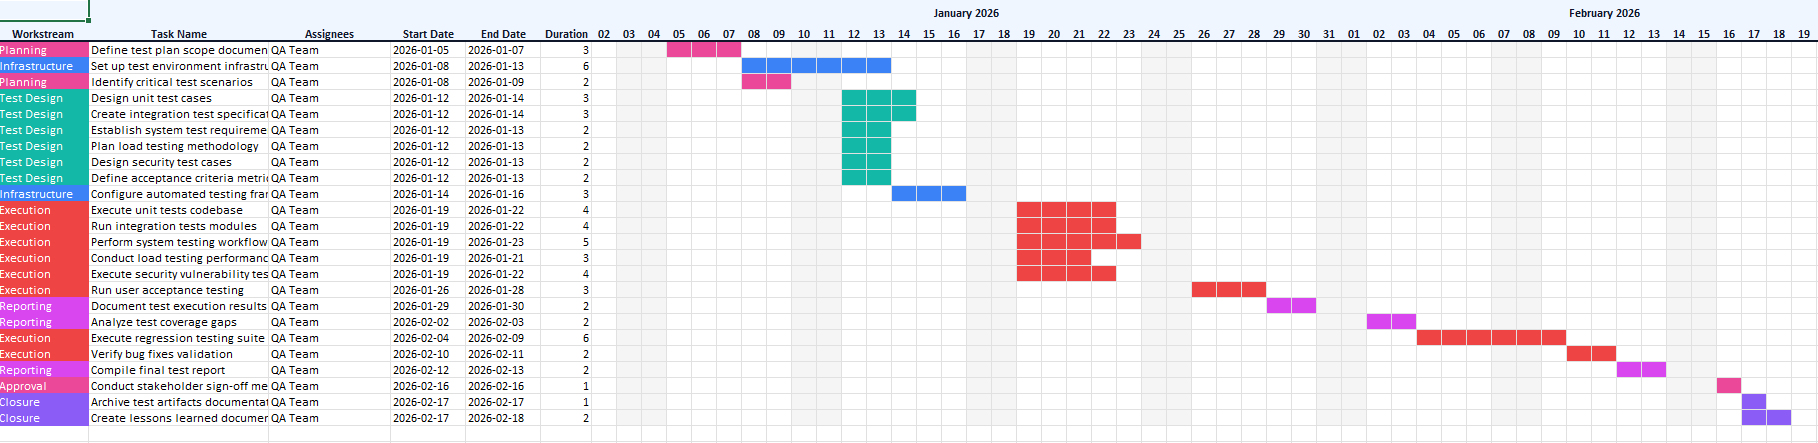 January 2026 February 2026
Workstream Task Name Assignees Start Date End Date Duration 02 03 04 05 06 07 08 09 10 11 12 13 14 15 16 17 18 19 20 21 22 23 24 25 26 27 28 29 30 31 01 02 03 04 05 06 07 08 09 10 11 12 13 14 15 16 17 18 19
Planning Define test plan scope documen QA Team 2026-01-05 2026-01-07 3
Infrastructure Set up test environment infrastru QA Team 2026-01-08 2026-01-13 6
Planning Identify critical test scenarios QA Team 2026-01-08 2026-01-09 2
Test Design Design unit test cases QA Team 2026-01-12 2026-01-14 3
Test Design Create integration test specificat QA Team 2026-01-12 2026-01-14 3
Test Design Establish system test requireme QA Team 2026-01-12 2026-01-13 2
Test Design Plan load testing methodology QA Team 2026-01-12 2026-01-13 2
Test Design Design security test cases QA Team 2026-01-12 2026-01-13 2
Test Design Define acceptance criteria metric QA Team 2026-01-12 2026-01-13 2
Infrastructure Configure automated testing fran QA Team 2026-01-14 2026-01-16 3
Execution Execute unit tests codebase QA Team 2026-01-19 2026-01-22 4
Execution Run integration tests modules QA Team 2026-01-19 2026-01-22 4
Execution Perform system testing workflow QA Team 2026-01-19 2026-01-23 5
Execution Conduct load testing performanc QA Team 2026-01-19 2026-01-21 3
Execution Execute security vulnerability tes QA Team 2026-01-19 2026-01-22 4
Execution Run user acceptance testing QA Team 2026-01-26 2026-01-28 3
Reporting Document test execution results QA Team 2026-01-29 2026-01-30 2
Reporting Analyze test coverage gaps QA Team 2026-02-02 2026-02-03 2
Execution Execute regression testing suite QA Team 2026-02-04 2026-02-09 6
Execution Verify bug fixes validation QA Team 2026-02-10 2026-02-11 2
Reporting Compile final test report QA Team 2026-02-12 2026-02-13 2
Approval Conduct stakeholder sign-off me QA Team 2026-02-16 2026-02-16 1
Closure Archive test artifacts documentat QA Team 2026-02-17 2026-02-17 1
Closure Create lessons learned documer QA Team 2026-02-17 2026-02-18 2